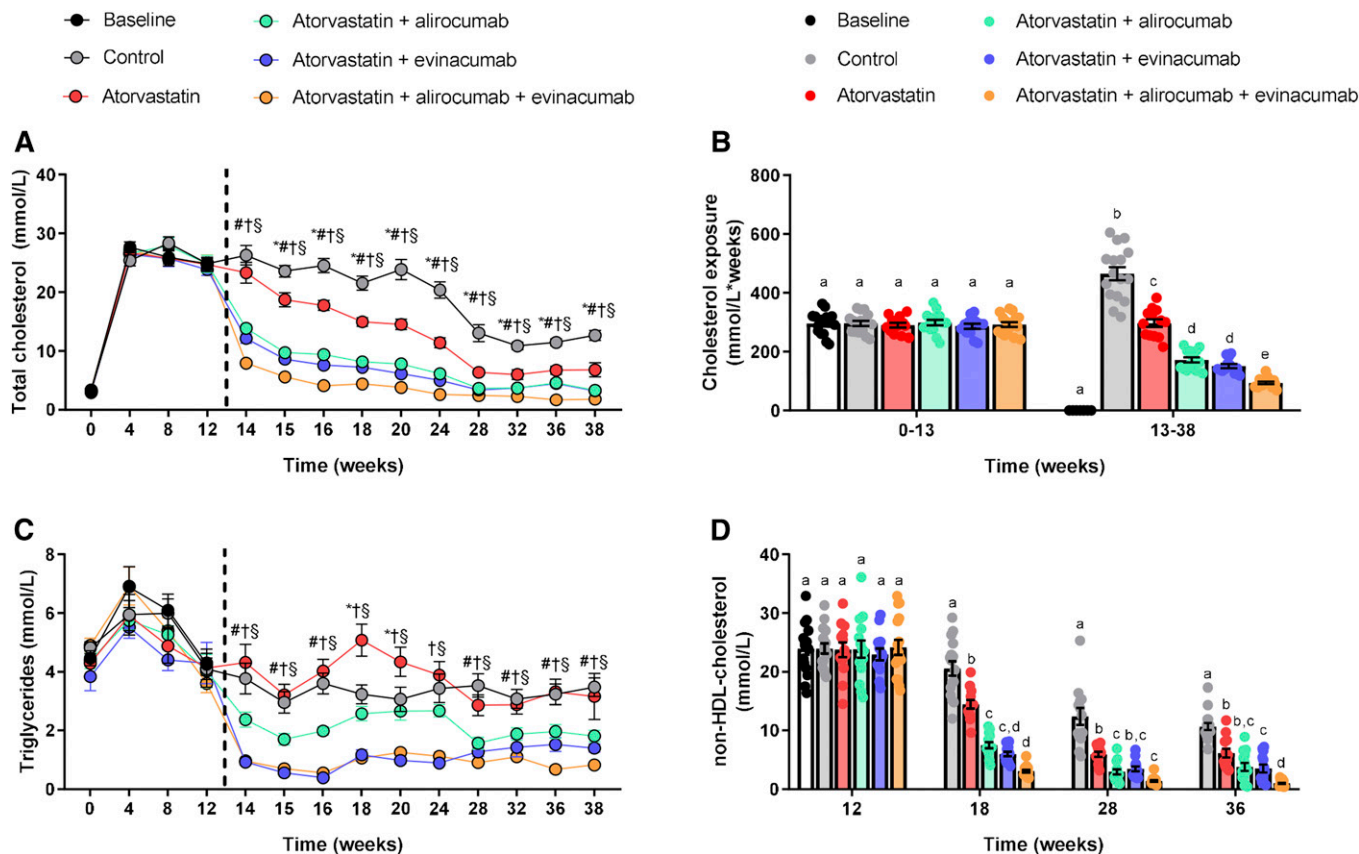 Baseline
Control
Atorvastatin
Atorvastatin + alirocumab
Atorvastatin + evinacumab
Atorvastatin + alirocumab + evinacumab
Baseline
Control
Atorvastatin
Atorvastatin + alirocumab
Atorvastatin + evinacumab
Atorvastatin + alirocumab + evinacumab
A
Total cholesterol (mmol/L)
40
30
20
10
0
#†§ *#†§ *#†§ *#†§ *#†§ *#†§ *#†§ *#†§ *#†§ *#†§
0 4 8 12 14 15 16 18 20 24 28 32 36 38
Time (weeks)
B
Cholesterol exposure
(mmol/L*weeks)
800
600
400
200
0
a a a a a a
a b c d d e
0-13 13-38
Time (weeks)
C
Triglycerides (mmol/L)
8
6
4
2
0
#†§ #†§ #†§ *†§ *†§ †§ #†§ #†§ #†§ #†§
0 4 8 12 14 15 16 18 20 24 28 32 36 38
Time (weeks)
D
non-HDL-cholesterol
(mmol/L)
40
30
20
10
0
a a a a a a
a b c c,d d
a b c b,c c
a b b,c c d
12 18 28 36
Time (weeks)